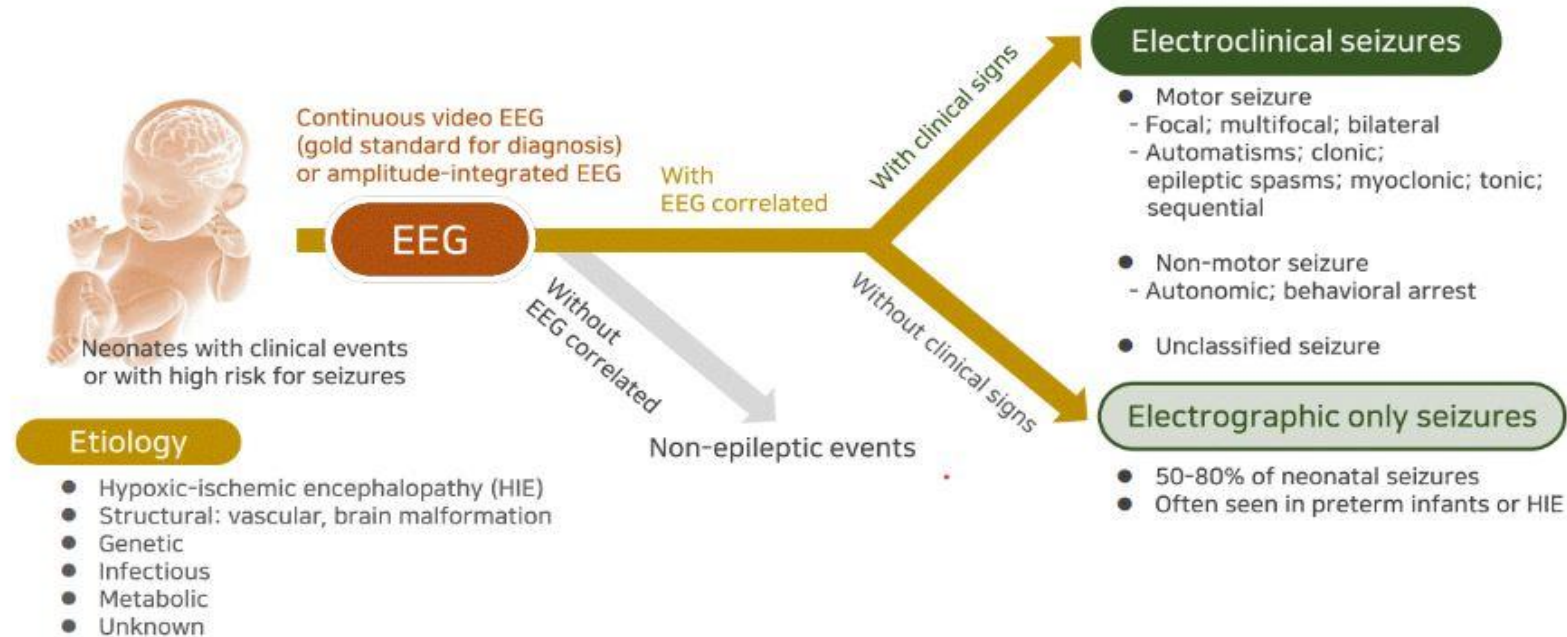 Continuous video EEG
(gold standard for diagnosis)
or amplitude-integrated EEG
EEG
Neonates with clinical events
or with high risk for seizures
Etiology
● Hypoxic-ischemic encephalopathy (HIE)
● Structural: vascular, brain malformation
● Genetic
● Infectious
● Metabolic
● Unknown
With
EEG correlated
Without
EEG correlated
Non-epileptic events
With clinical signs
Without clinical signs
Electroclinical seizures
● Motor seizure
- Focal; multifocal; bilateral
- Automatisms; clonic;
epileptic spasms; myoclonic; tonic;
sequential
● Non-motor seizure
- Autonomic; behavioral arrest
● Unclassified seizure
Electrographic only seizures
● 50-80% of neonatal seizures
● Often seen in preterm infants or HIE